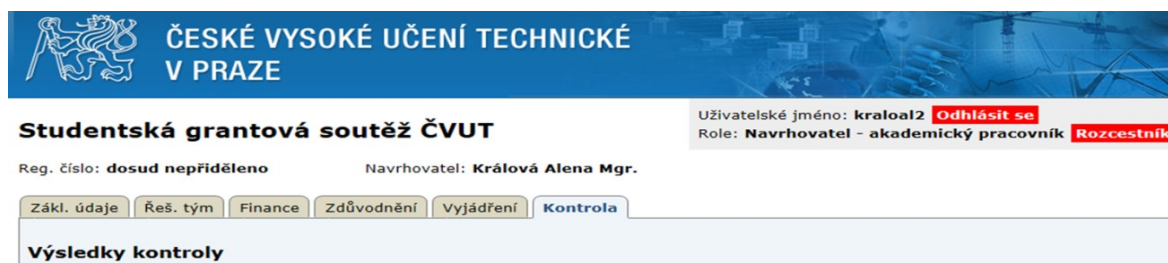 ČESKÉ VYSOKÉ UČENÍ TECHNICKÉ
V PRAZE
Studentská grantová soutěž ČVUT
Uživatelské jméno: kraloal2 Odhlásit se
Role: Navrhovatel - akademický pracovník Rozcestník
Reg. číslo: dosud nepřiděleno Navrhovatel: Králová Alena Mgr.
Zákl. údaje Řeš. tým Finance Zdůvodnění Vyjádření Kontrola
Výsledky kontroly